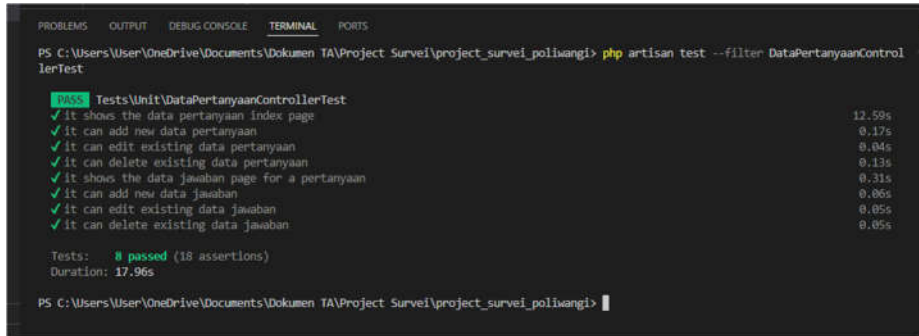 PROBLEMS OUTPUT DEBUG CONSOLE TERMINAL PORTS
PS C:\Users\User\OneDrive\Documents\Dokumen TA\Project Survei\project_survei_poliwangi> php artisan test --filter DataPertanyaanControl
lerTest
PASS Tests\Unit\DataPertanyaanControllerTest
✓ it shows the data pertanyaan index page 12.59s
✓ it can add new data pertanyaan 0.17s
✓ it can edit existing data pertanyaan 0.04s
✓ it can delete existing data pertanyaan 0.13s
✓ it shows the data jawaban page for a pertanyaan 0.31s
✓ it can add new data jawaban 0.06s
✓ it can edit existing data jawaban 0.05s
✓ it can delete existing data jawaban 0.05s
Tests: 8 passed (18 assertions)
Duration: 17.96s
PS C:\Users\User\OneDrive\Documents\Dokumen TA\Project Survei\project_survei_poliwangi>